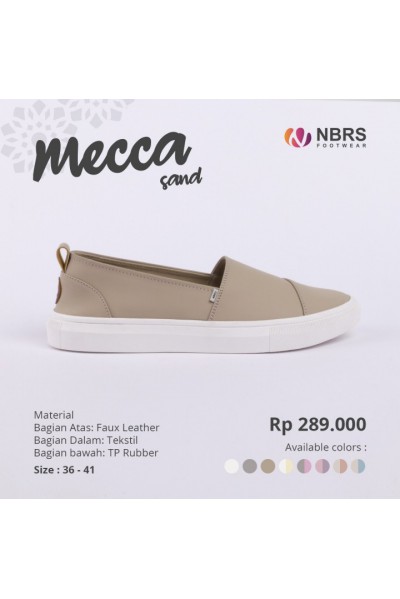 mecca
sand
NBRS
FOOTWEAR
Material
Bagian Atas: Faux Leather
Bagian Dalam: Tekstil
Bagian bawah: TP Rubber
Size : 36 - 41
Rp 289.000
Available colors :